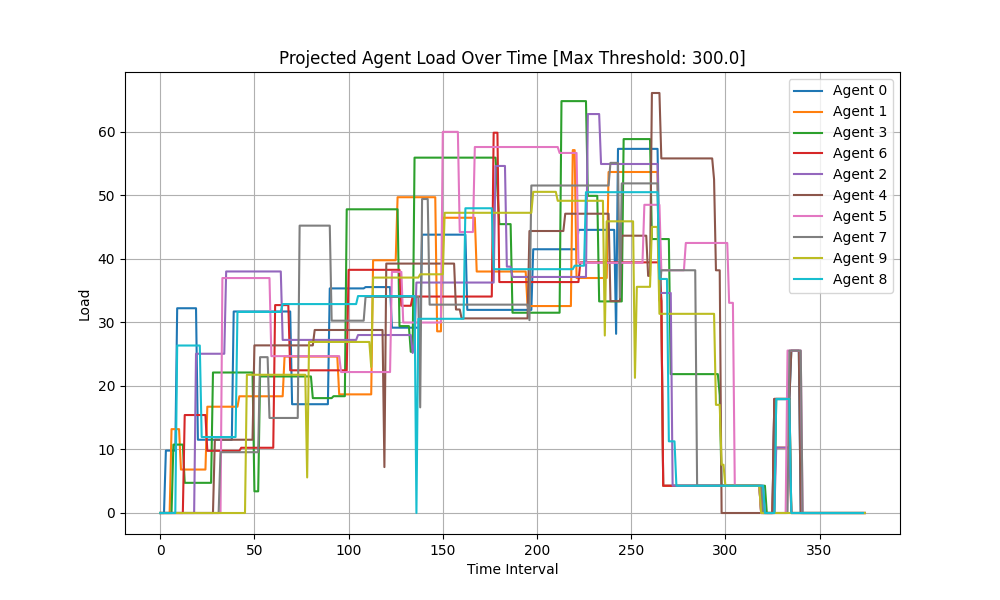 Projected Agent Load Over Time [Max Threshold: 300.0]
Load
60
50
40
30
20
10
0
0 50 100 150 200 250 300 350
Time Interval
Agent 0
Agent 1
Agent 3
Agent 6
Agent 2
Agent 4
Agent 5
Agent 7
Agent 9
Agent 8